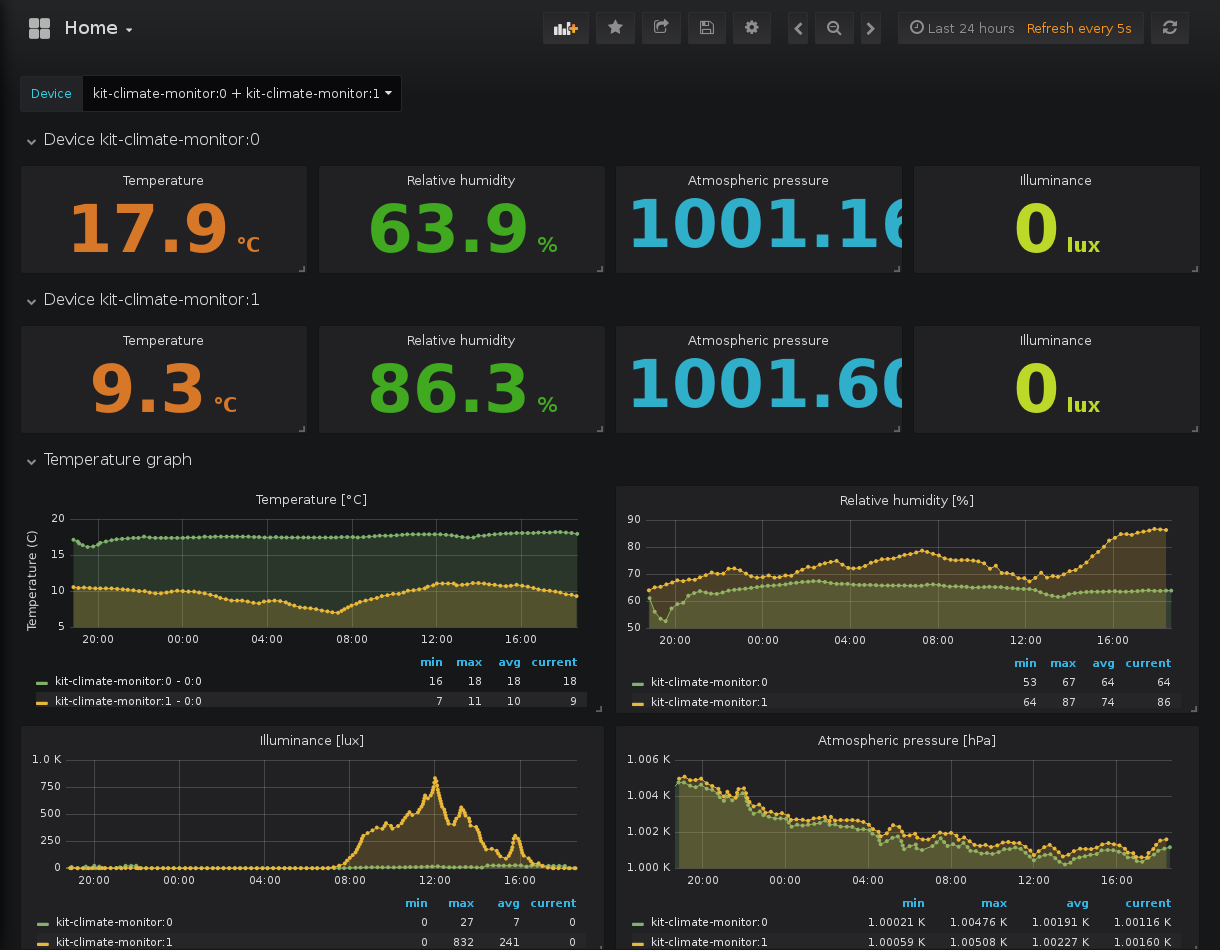 Home
Last 24 hours Refresh every 5s
Device kit-climate-monitor:0 + kit-climate-monitor:1
Device kit-climate-monitor:0
Temperature Relative humidity Atmospheric pressure Illuminance
17.9 °C 63.9 % 1001.16 0 lux
Device kit-climate-monitor:1
Temperature Relative humidity Atmospheric pressure Illuminance
9.3 °C 86.3 % 1001.60 0 lux
Temperature graph
Temperature [°C]
Temperature (C)
20
15
10
5
20:00 00:00 04:00 08:00 12:00 16:00
min max avg current
kit-climate-monitor:0 - 0:0 16 18 18 18
kit-climate-monitor:1 - 0:0 7 11 10 9
Relative humidity [%]
90
80
70
60
50
20:00 00:00 04:00 08:00 12:00 16:00
min max avg current
kit-climate-monitor:0 53 67 64 64
kit-climate-monitor:1 64 87 74 86
Illuminance [lux]
1.0 K
750
500
250
0
20:00 00:00 04:00 08:00 12:00 16:00
min max avg current
kit-climate-monitor:0 0 27 7 0
kit-climate-monitor:1 0 832 241 0
Atmospheric pressure [hPa]
1.006 K
1.004 K
1.002 K
1.000 K
20:00 00:00 04:00 08:00 12:00 16:00
min max avg current
kit-climate-monitor:0 1.00021 K 1.00476 K 1.00191 K 1.00116 K
kit-climate-monitor:1 1.00059 K 1.00508 K 1.00227 K 1.00160 K